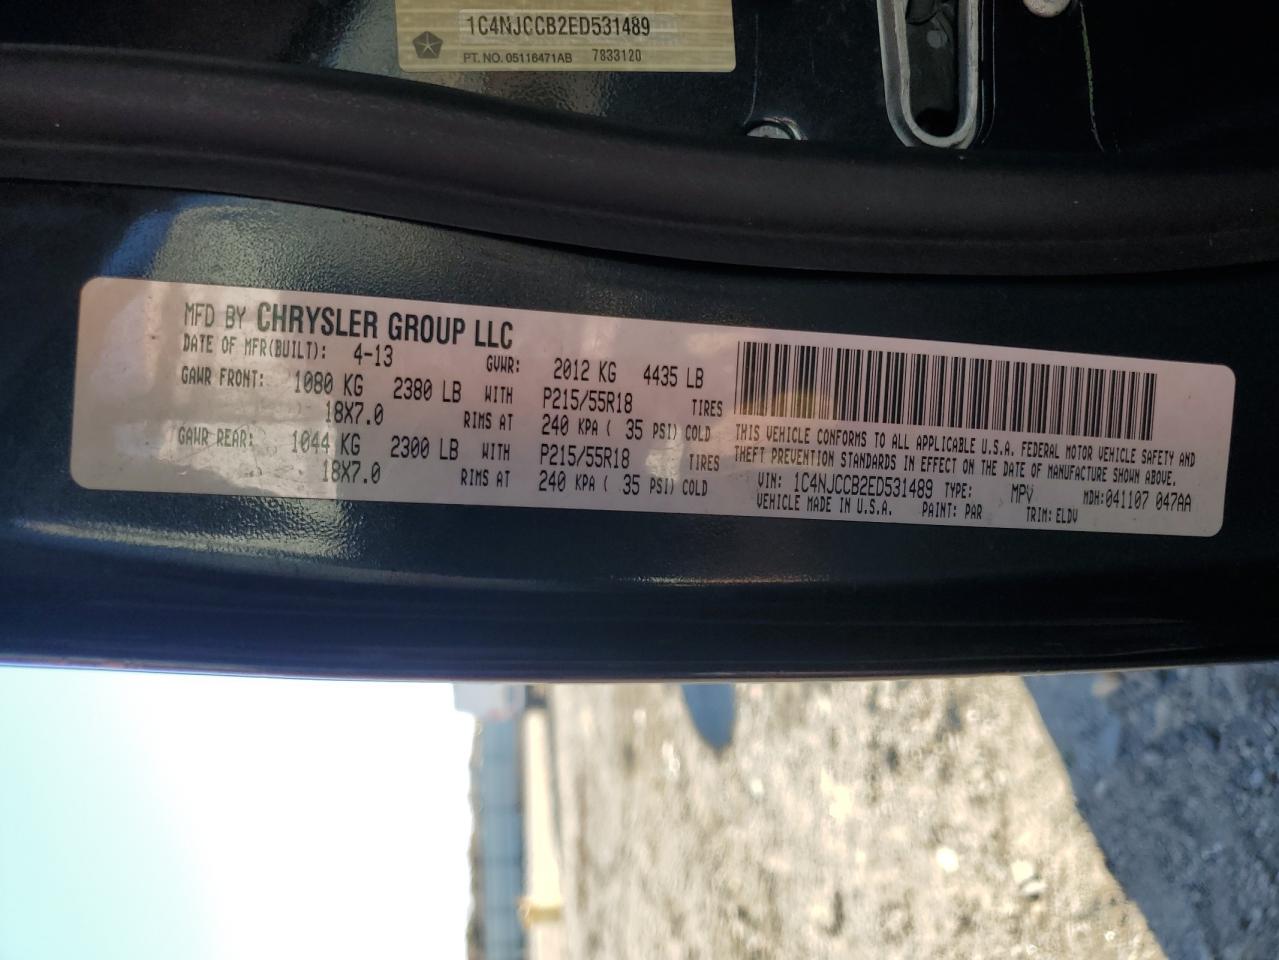 1C4NJCCB2ED531489
PT. NO. 05116471AB 7833120
MFD BY CHRYSLER GROUP LLC
DATE OF MFR(BUILT): 4-13 GVWR: 2012 KG 4435 LB
GAWR FRONT: 1080 KG 2380 LB WITH P215/55R18 TIRES
18X7.0 RIMS AT 240 KPA ( 35 PSI) COLD
GAWR REAR: 1044 KG 2300 LB WITH P215/55R18 TIRES
18X7.0 RIMS AT 240 KPA ( 35 PSI) COLD
THIS VEHICLE CONFORMS TO ALL APPLICABLE U.S.A. FEDERAL MOTOR VEHICLE SAFETY AND
THEFT PREVENTION STANDARDS IN EFFECT ON THE DATE OF MANUFACTURE SHOWN ABOVE.
VIN: 1C4NJCCB2ED531489 TYPE: MPV MDH:041107 047AA
VEHICLE MADE IN U.S.A. PAINT: PAR TRIM: ELDV